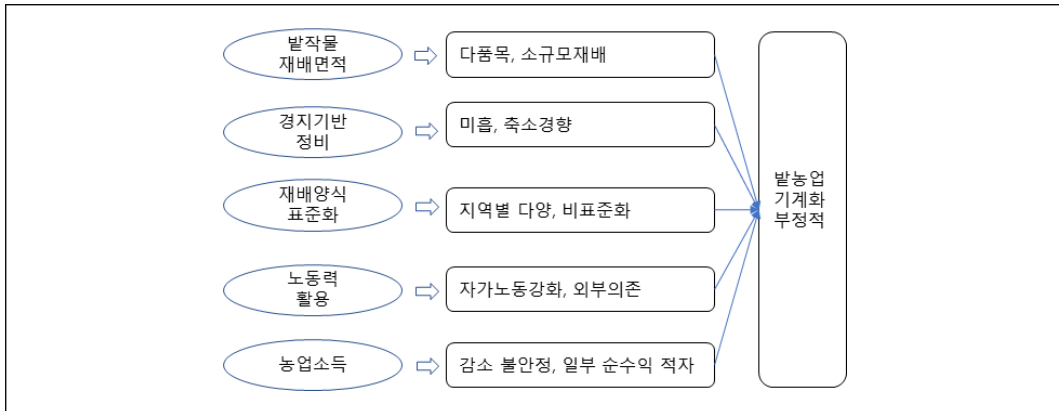 밭작물
재배면적
다품목, 소규모재배
경지기반
정비
미흡, 축소경향
재배양식
표준화
지역별 다양, 비표준화
노동력
활용
자가노동강화, 외부의존
농업소득
감소 불안정, 일부 순수익 적자
밭농업
기계화
부정적